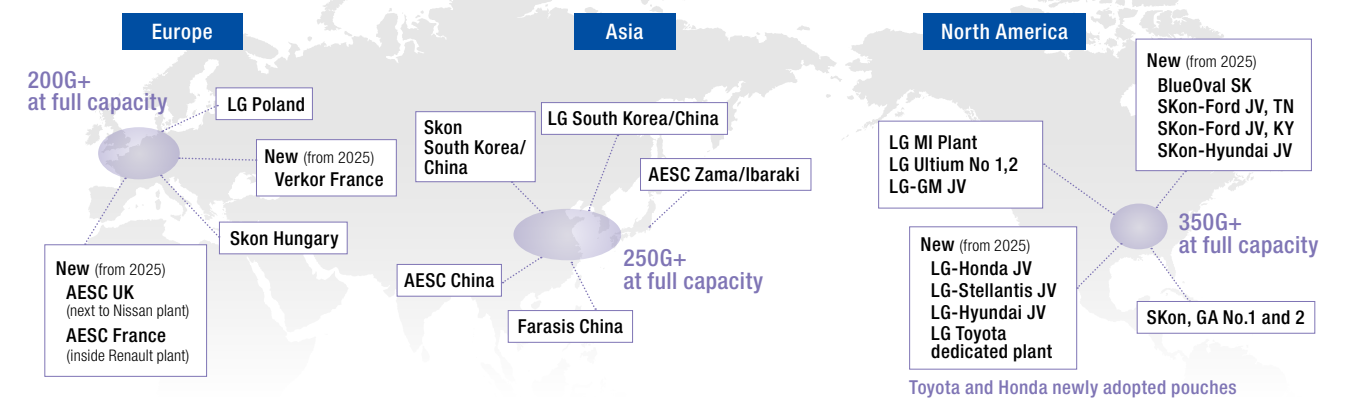 Europe
200G+
at full capacity
LG Poland
New (from 2025)
Verkor France
Skon Hungary
New (from 2025)
AESC UK
(next to Nissan plant)
AESC France
(inside Renault plant)
Asia
Skon
South Korea/
China
LG South Korea/China
AESC Zama/Ibaraki
250G+
at full capacity
AESC China
Farasis China
North America
New (from 2025)
BlueOval SK
SKon-Ford JV, TN
SKon-Ford JV, KY
SKon-Hyundai JV
LG MI Plant
LG Ultium No 1,2
LG-GM JV
350G+
at full capacity
New (from 2025)
LG-Honda JV
LG-Stellantis JV
LG-Hyundai JV
LG Toyota
dedicated plant
SKon, GA No.1 and 2
Toyota and Honda newly adopted pouches